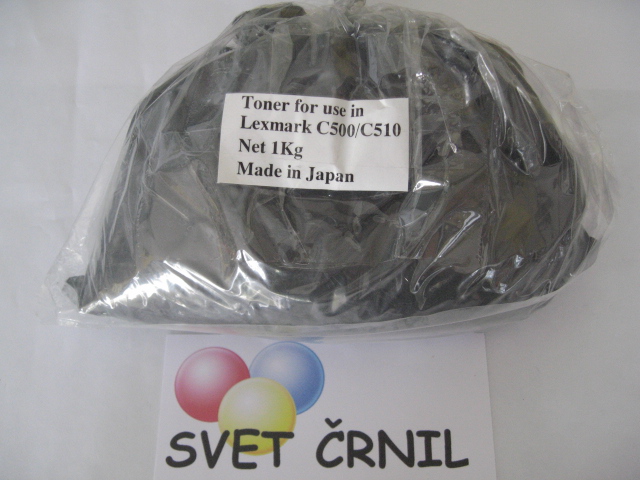 Toner for use in
Lexmark C500/C510
Net 1Kg
Made in Japan
SVET ČRNIL